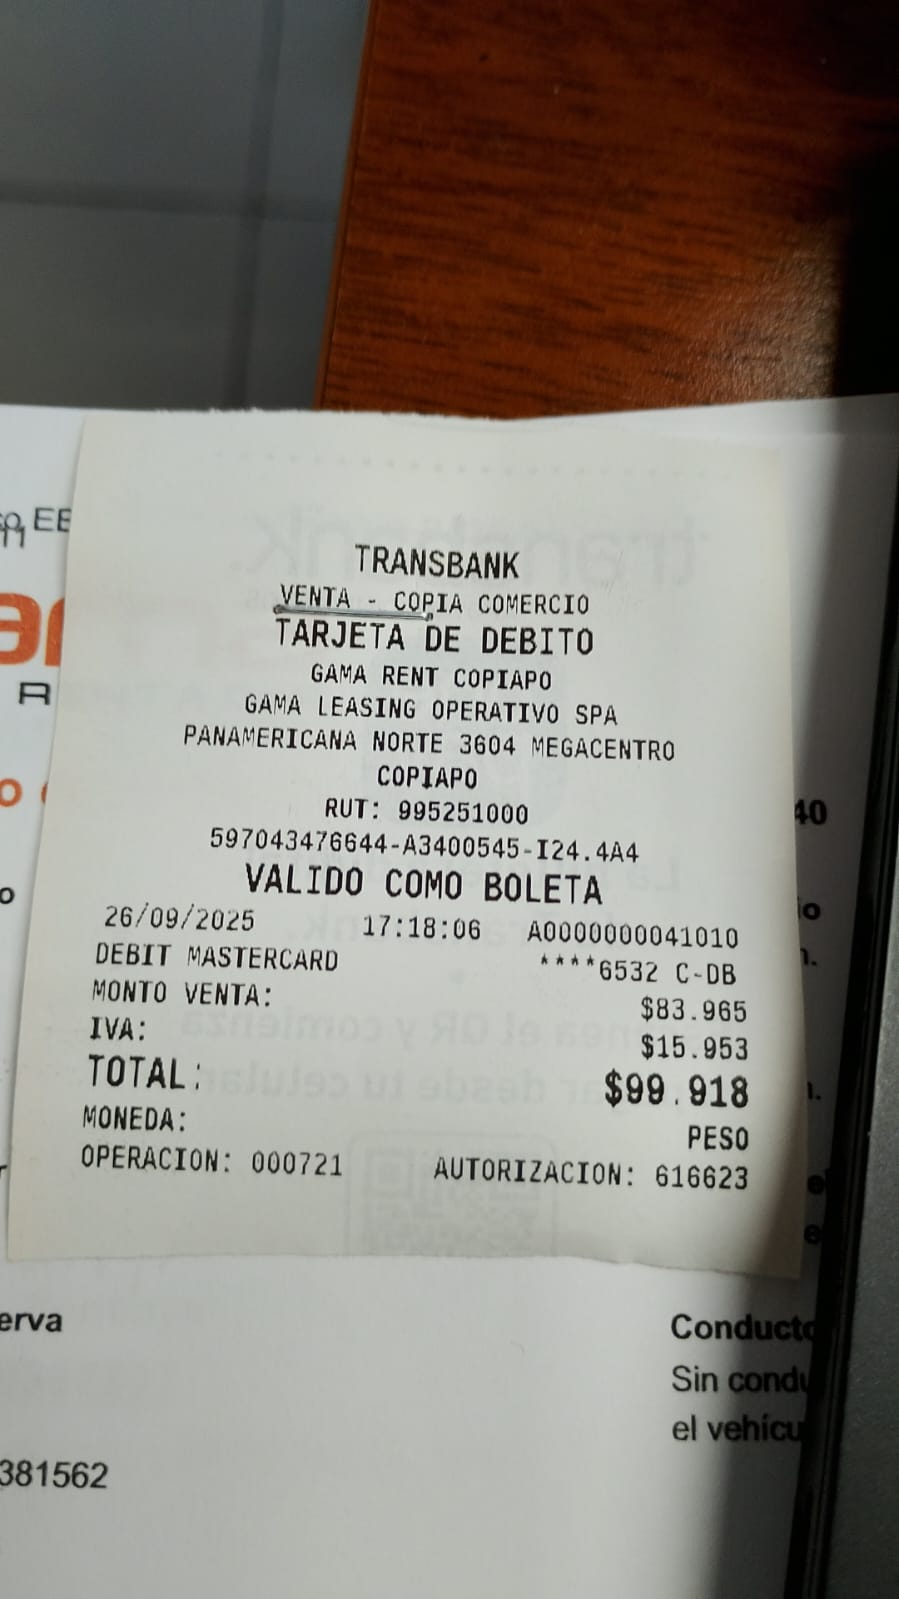 EE
R
40
TRANSBANK
VENTA - COPIA COMERCIO
TARJETA DE DEBITO
GAMA RENT COPIAPO
GAMA LEASING OPERATIVO SPA
PANAMERICANA NORTE 3604 MEGACENTRO
COPIAPO
RUT: 995251000
597043476644-A3400545-I24.4A4
VALIDO COMO BOLETA
26/09/2025 17:18:06 A0000000041010
DEBIT MASTERCARD ****6532 C-DB
MONTO VENTA: $83.965
IVA: $15.953
TOTAL: $99.918
MONEDA: PESO
OPERACION: 000721 AUTORIZACION: 616623
erva
Conducto
Sin condu
el vehícu
381562